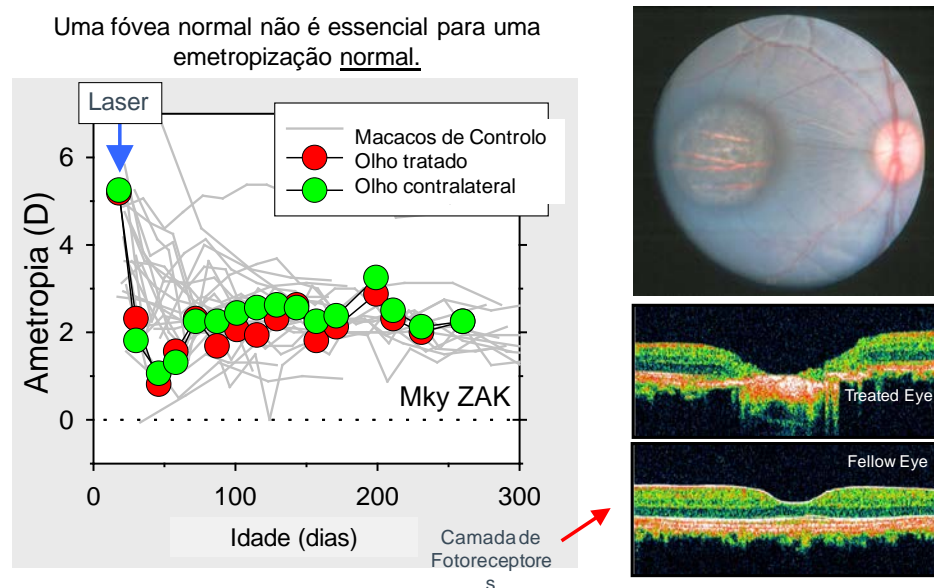 Uma fóvea normal não é essencial para uma
emetropização normal.
Laser
Macacos de Controlo
Olho tratado
Olho contralateral
6
4
2
0
Ametropia (D)
Mky ZAK
0
100
200
300
Idade (dias)
Camada de
Fotoreceptore
s
Treated Eye
Fellow Eye